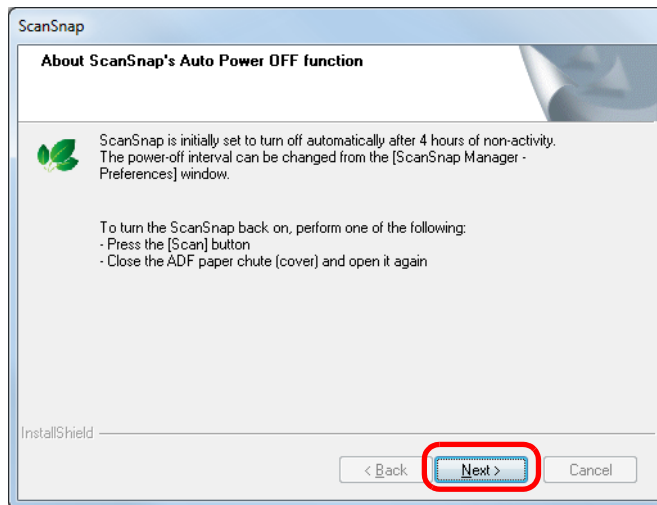 ScanSnap
About ScanSnap's Auto Power OFF function
ScanSnap is initially set to turn off automatically after 4 hours of non-activity.
The power-off interval can be changed from the [ScanSnap Manager -
Preferences] window.
To turn the ScanSnap back on, perform one of the following:
- Press the [Scan] button
- Close the ADF paper chute (cover) and open it again
InstallShield
< Back
Next >
Cancel